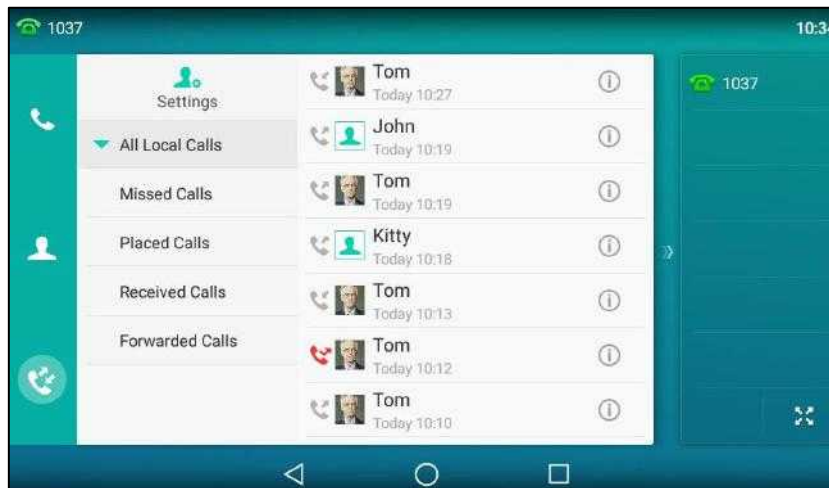 1037
10:34
Settings
All Local Calls
Missed Calls
Placed Calls
Received Calls
Forwarded Calls
Tom
Today 10:27
John
Today 10:19
Tom
Today 10:19
Kitty
Today 10:18
Tom
Today 10:13
Tom
Today 10:12
Tom
Today 10:10
1037